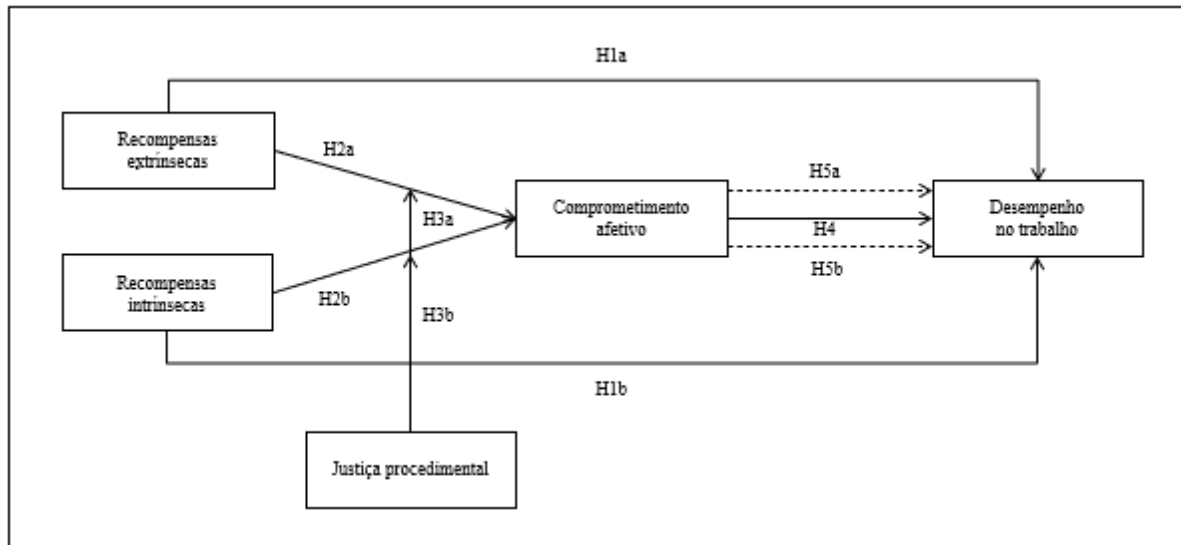 H1a
Recompensas
extrínsecas
H2a
H3a
Comprometimento
afetivo
H5a
H4
H5b
Desempenho
no trabalho
Recompensas
intrínsecas
H2b
H3b
H1b
Justiça procedimental